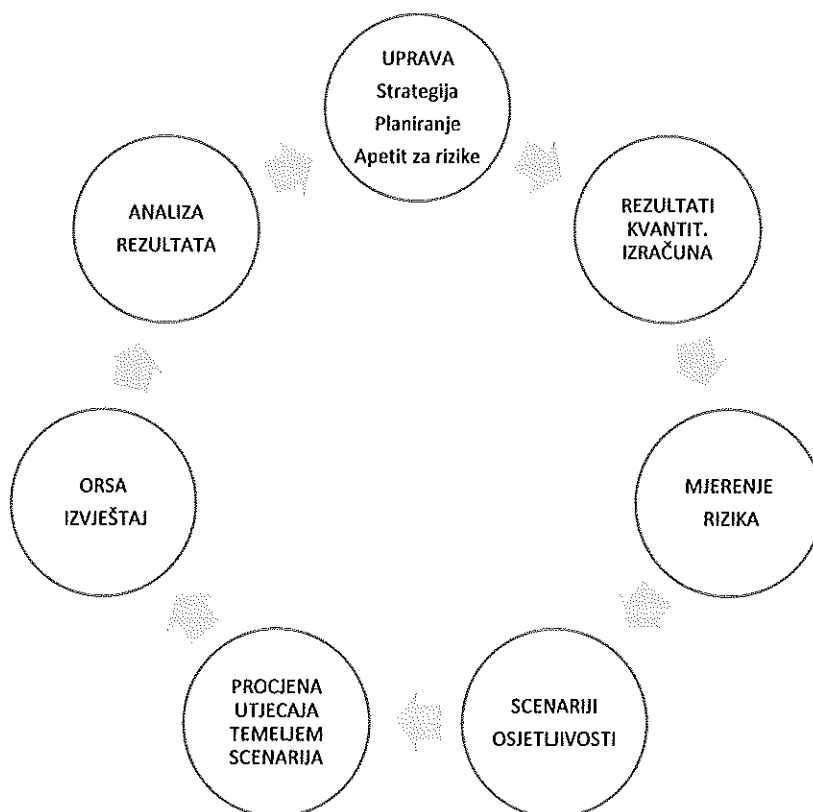 UPRAVA
Strategija
Planiranje
Apetit za rizike
REZULTATI
KVANTIT.
IZRAČUNA
MJERENJE
RIZIKA
SCENARIJI
OSJETLJIVOSTI
PROCJENA
UTJECAJA
TEMELJEM
SCENARIJA
ORSA
IZVJEŠTAJ
ANALIZA
REZULTATA